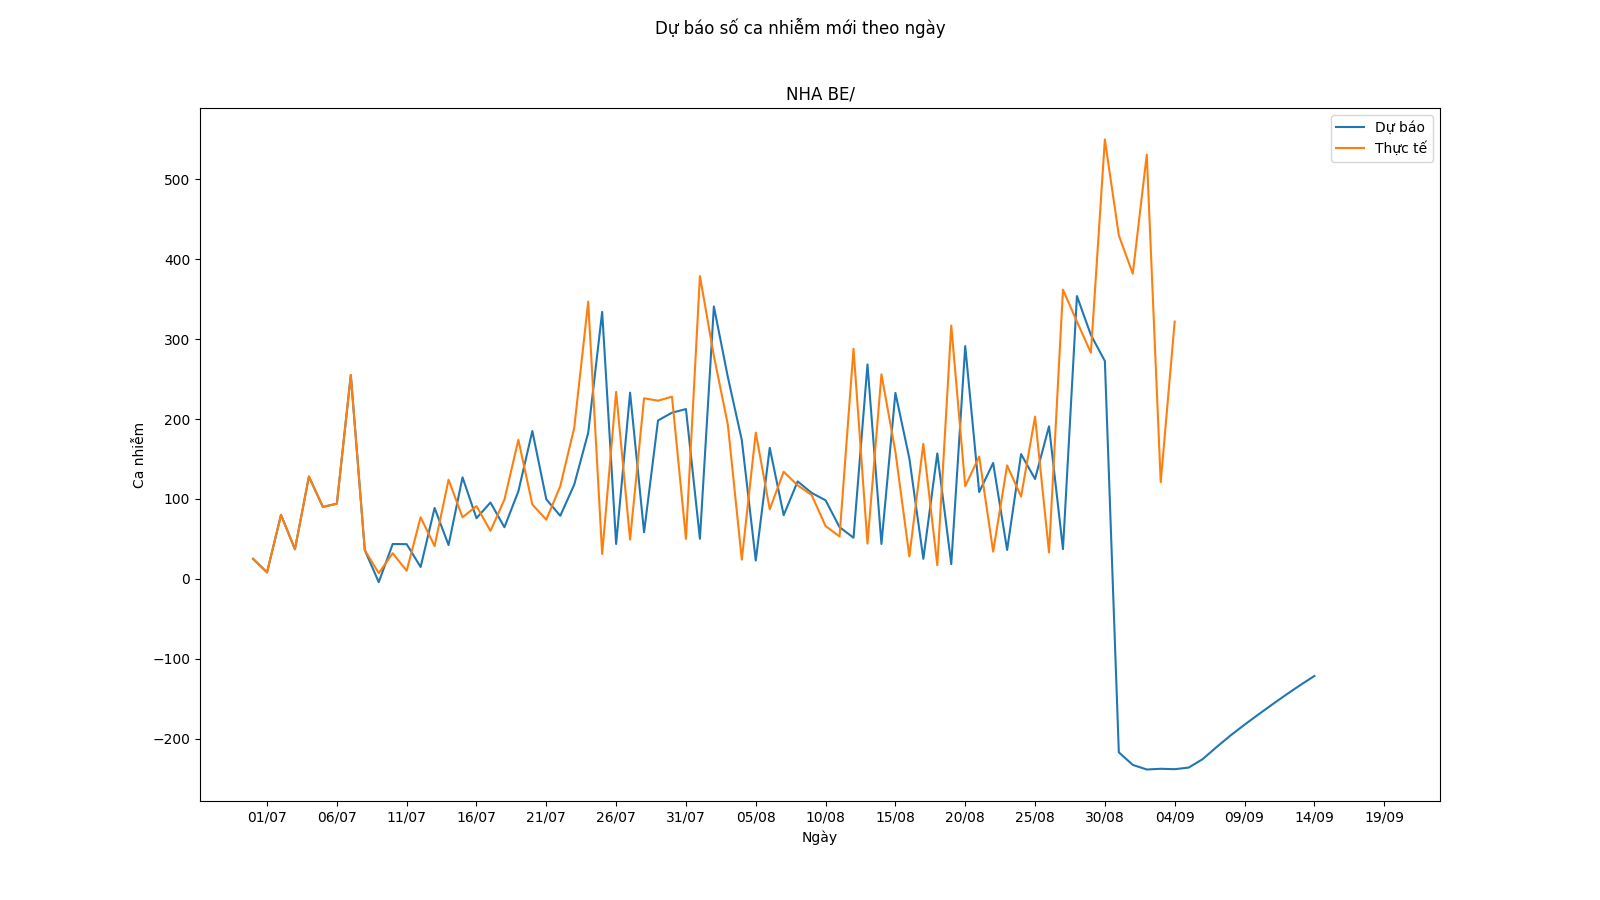 Dự báo số ca nhiễm mới theo ngày
NHA BE/
Dự báo
Thực tế
500
400
300
200
100
0
−100
−200
Ca nhiễm
01/07 06/07 11/07 16/07 21/07 26/07 31/07 05/08 10/08 15/08 20/08 25/08 30/08 04/09 09/09 14/09 19/09
Ngày